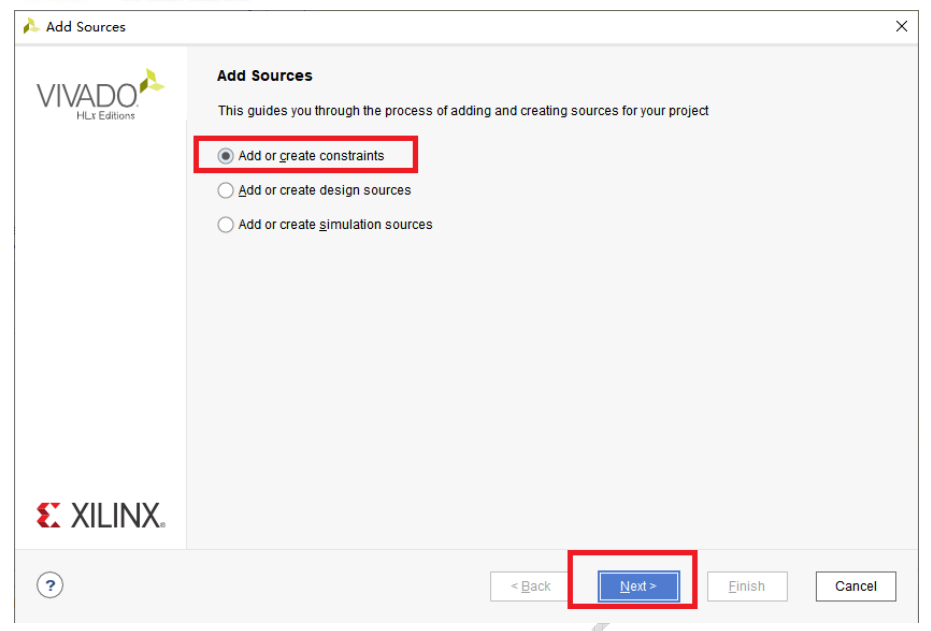 Add Sources
VIVADO
HLx Editions
Add Sources
This guides you through the process of adding and creating sources for your project
Add or create constraints
Add or create design sources
Add or create simulation sources
XILINX
?
< Back
Next >
Finish
Cancel